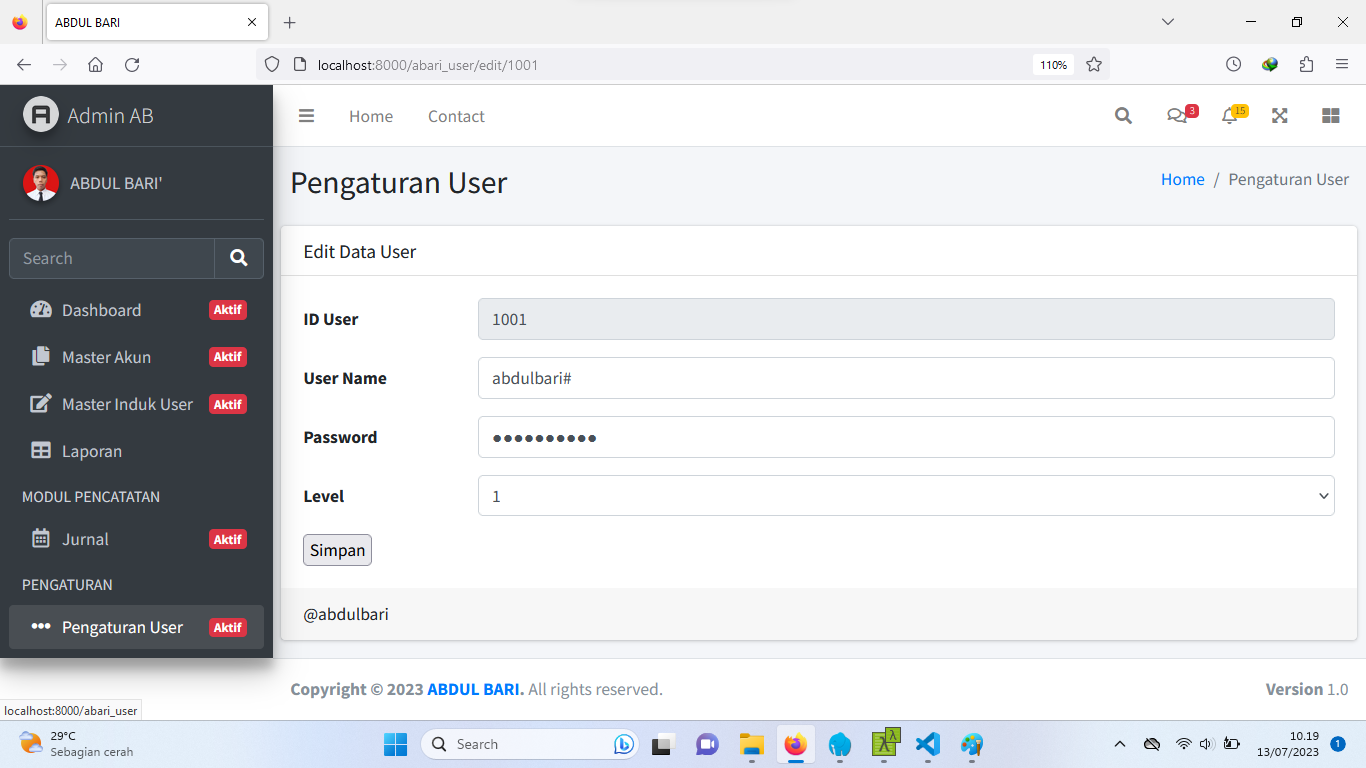 ABDUL BARI
localhost:8000/abari_user/edit/1001
110%
Admin AB
Home
Contact
3
15
ABDUL BARI'
Pengaturan User
Home / Pengaturan User
Search
Edit Data User
Dashboard
Aktif
ID User
1001
Master Akun
Aktif
User Name
abdulbari#
Master Induk User
Aktif
Password
●●●●●●●●●●
Laporan
Level
1
MODUL PENCATATAN
Jurnal
Aktif
Simpan
PENGATURAN
Pengaturan User
Aktif
@abdulbari
Copyright © 2023 ABDUL BARI. All rights reserved.
Version 1.0
localhost:8000/abari_user
29°C
Sebagian cerah
Search
10.19
13/07/2023
1